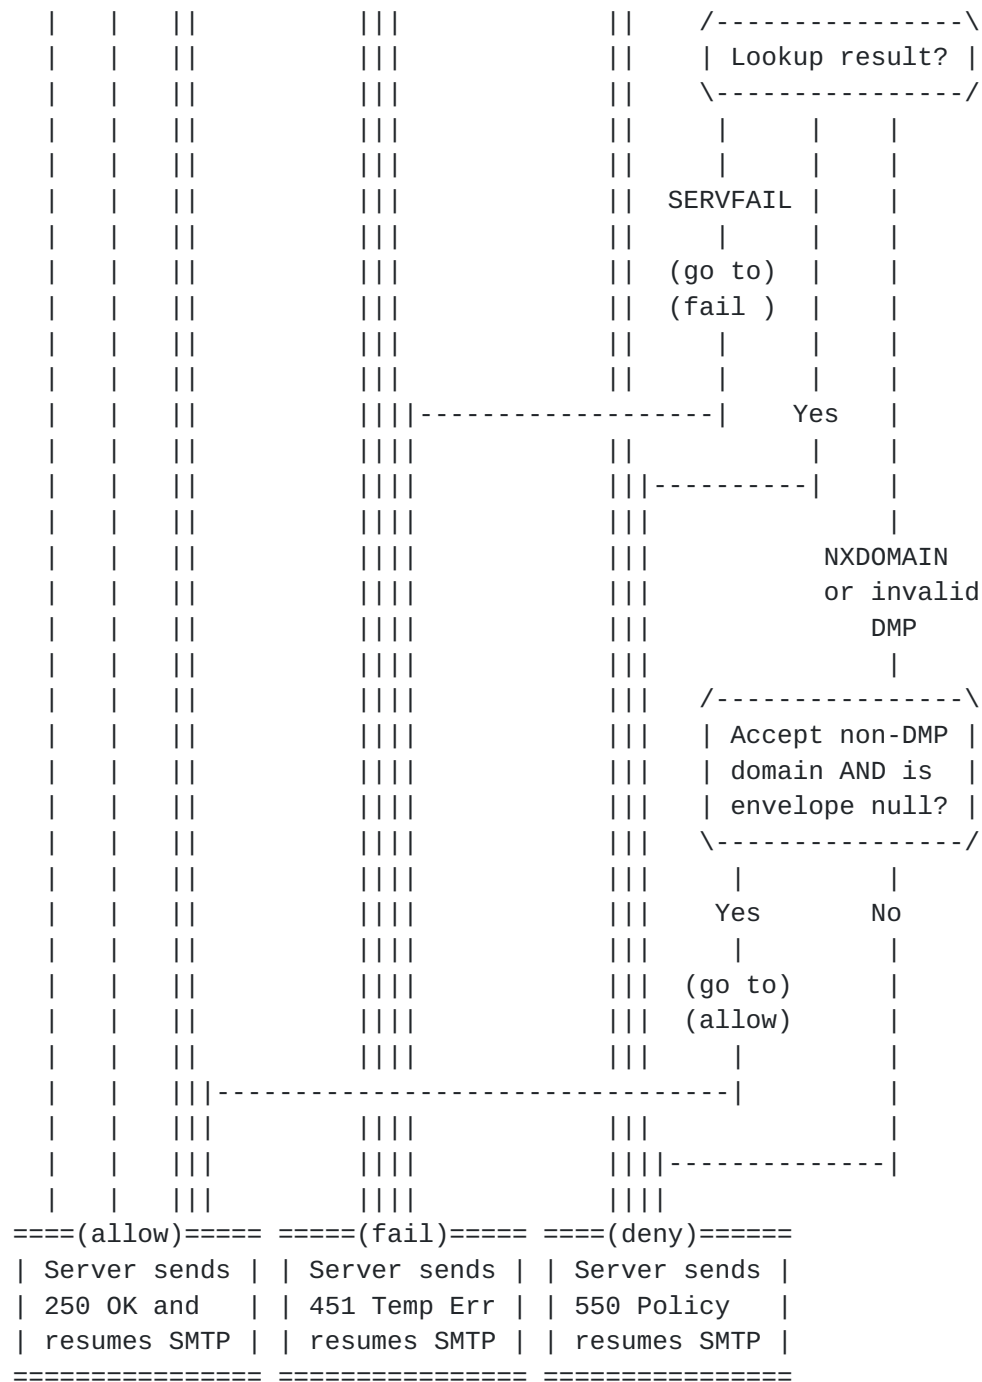 Lookup result?
SERVFAIL
(go to)
(fail )
Yes
NXDOMAIN
or invalid
DMP
Accept non-DMP
domain AND is
envelope null?
Yes No
(go to)
(allow)
====(allow)===== =====(fail)===== ====(deny)======
| Server sends | | Server sends | | Server sends |
| 250 OK and   | | 451 Temp Err | | 550 Policy   |
| resumes SMTP | | resumes SMTP | | resumes SMTP |
================ ================ ================